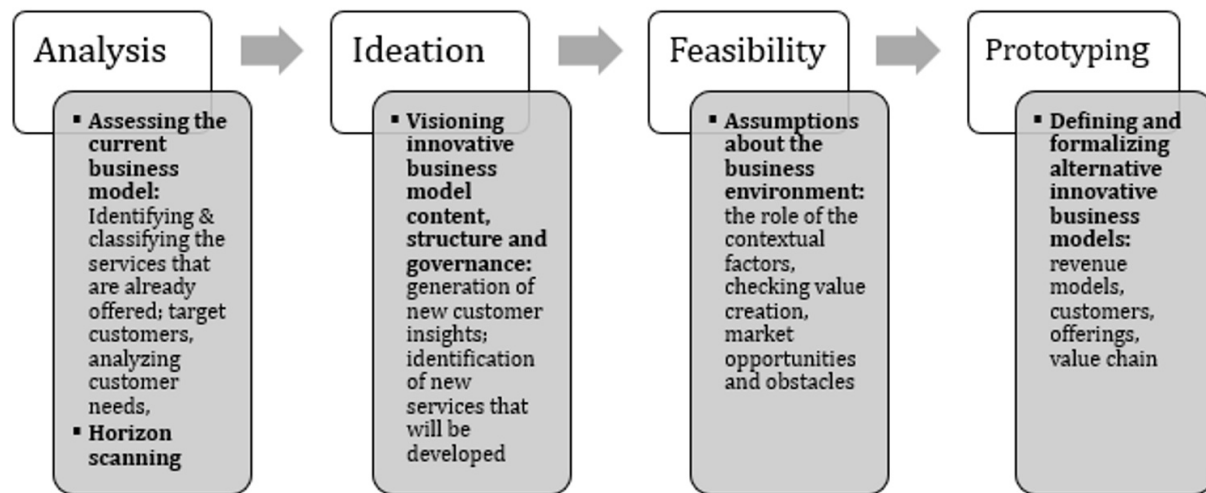 Analysis
Assessing the
current
business
model:
Identifying &
classifying the
services that
are already
offered; target
customers,
analyzing
customer
needs,
Horizon
scanning
Ideation
Visioning
innovative
business
model
content,
structure and
governance:
generation of
new customer
insights;
identification
of new
services that
will be
developed
Feasibility
Assumptions
about the
business
environment:
the role of the
contextual
factors,
checking value
creation,
market
opportunities
and obstacles
Prototyping
Defining and
formalizing
alternative
innovative
business
models:
revenue
models,
customers,
offerings,
value chain